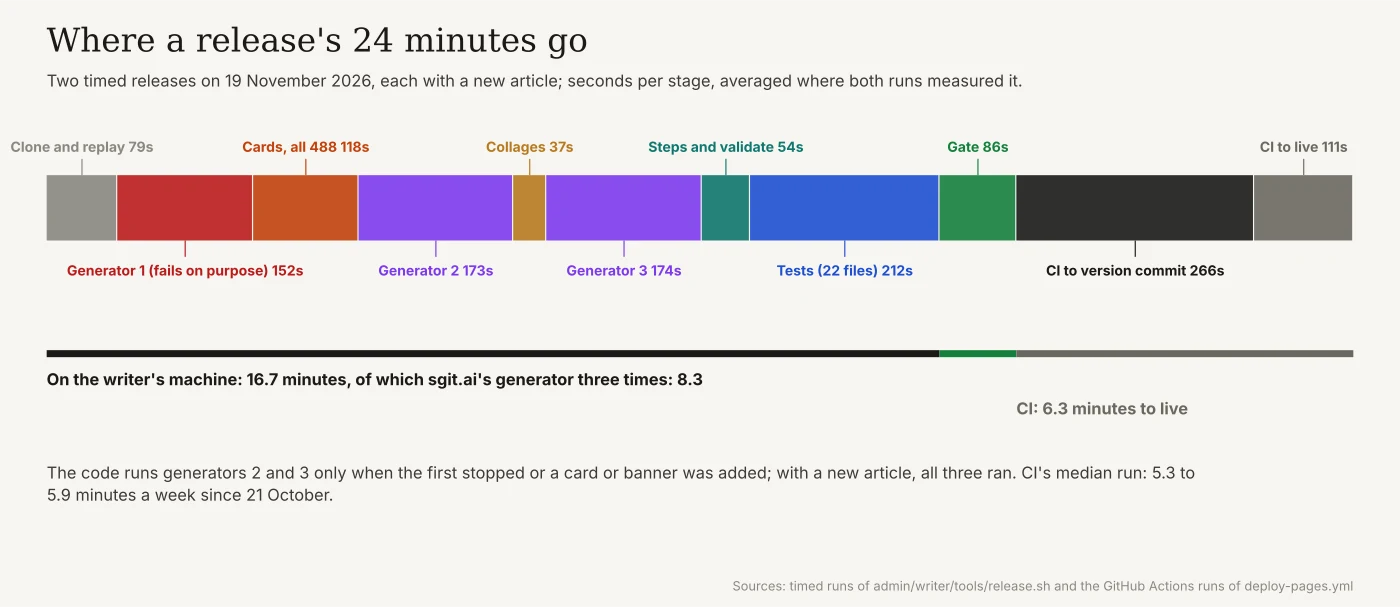 Where a release's 24 minutes go
Two timed releases on 19 November 2026, each with a new article; seconds per stage, averaged where both runs measured it.
Clone and replay 79s
Cards, all 488 118s
Collages 37s
Steps and validate 54s
Gate 86s
CI to live 111s
Generator 1 (fails on purpose) 152s
Generator 2 173s
Generator 3 174s
Tests (22 files) 212s
CI to version commit 266s
On the writer's machine: 16.7 minutes, of which sgit.ai's generator three times: 8.3
CI: 6.3 minutes to live
The code runs generators 2 and 3 only when the first stopped or a card or banner was added; with a new article, all three ran. CI's median run: 5.3 to
5.9 minutes a week since 21 October.
Sources: timed runs of admin/writer/tools/release.sh and the GitHub Actions runs of deploy-pages.yml